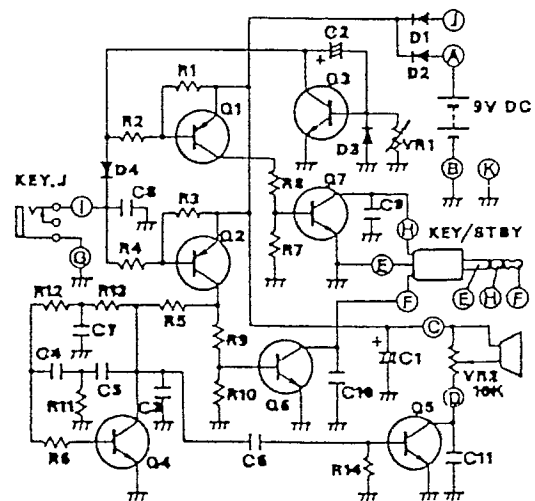 C2
J
D1
A
D2
R1
Q3
R2
Q1
9V DC
D3
VR1
D4
B
K
KEY.J
C8
R8
Q7
I
R3
C9
H
KEY/STBY
G
R4
Q2
R7
E
E
H
F
F
R12
R13
R5
C7
R9
C
C1
C4
C3
VR2
10K
R11
R10
Q6
C10
D
R6
Q4
C6
Q5
R14
C11